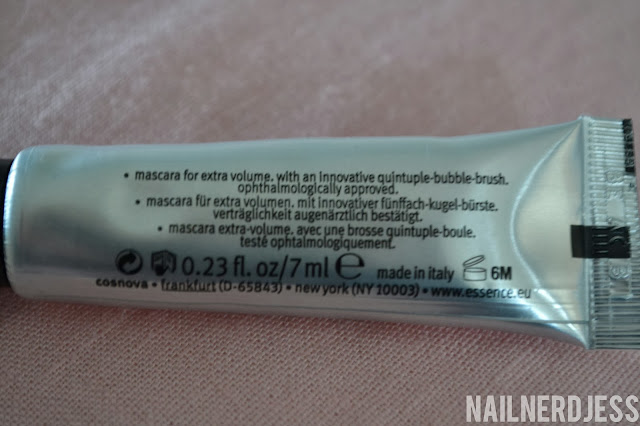 • mascara for extra volume. with an innovative quintuple-bubble-brush.
ophthalmologically approved.
• mascara für extra volumen. mit innovativer fünffach-kugel-bürste.
verträglichkeit augenärztlich bestätigt.
• mascara extra-volume. avec une brosse quintuple-boule.
testé ophtalmologiquement.
0.23 fl. oz/7 ml e made in italy 6M
cosnova • frankfurt (D-65843) • new york (NY 10003) • www.essence.eu
NAILNERDJESS